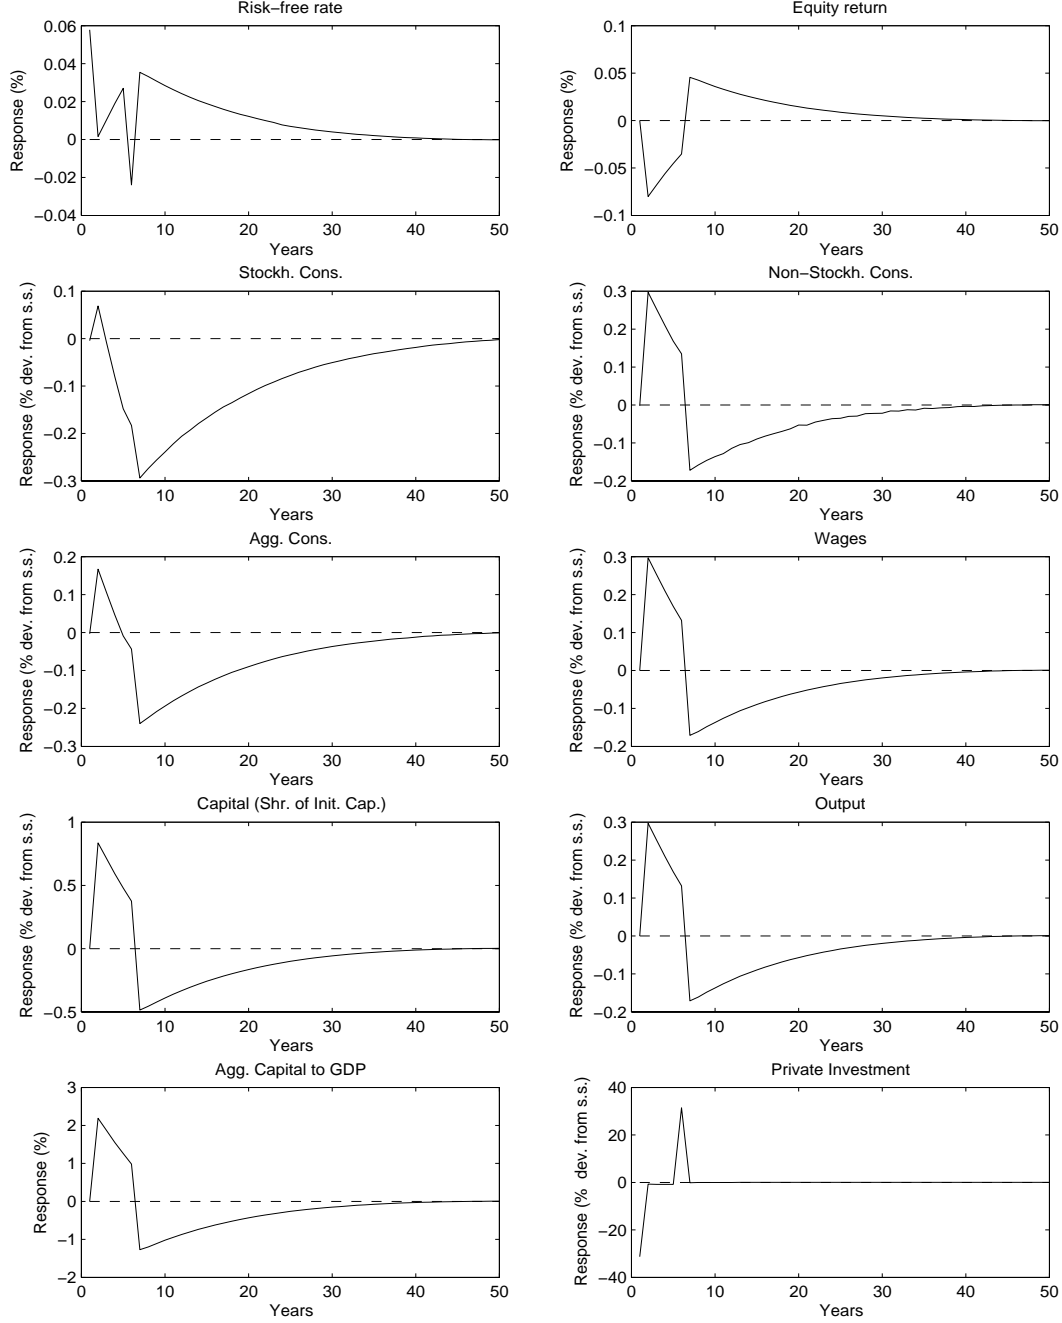 Risk−free rate
Response (%)
0.06
0.04
0.02
0
−0.02
−0.04
0 10 20 30 40 50
Years
Equity return
Response (%)
0.1
0.05
0
−0.05
−0.1
0 10 20 30 40 50
Years
Stockh. Cons.
Response (% dev. from s.s.)
0.1
0
−0.1
−0.2
−0.3
0 10 20 30 40 50
Years
Non−Stockh. Cons.
Response (% dev. from s.s.)
0.3
0.2
0.1
0
−0.1
−0.2
0 10 20 30 40 50
Years
Agg. Cons.
Response (% dev. from s.s.)
0.2
0.1
0
−0.1
−0.2
−0.3
0 10 20 30 40 50
Years
Wages
Response (% dev. from s.s.)
0.3
0.2
0.1
0
−0.1
−0.2
0 10 20 30 40 50
Years
Capital (Shr. of Init. Cap.)
Response (% dev. from s.s.)
1
0.5
0
−0.5
0 10 20 30 40 50
Years
Output
Response (% dev. from s.s.)
0.3
0.2
0.1
0
−0.1
−0.2
0 10 20 30 40 50
Years
Agg. Capital to GDP
Response (%)
3
2
1
0
−1
−2
0 10 20 30 40 50
Years
Private Investment
Response (% dev. from s.s.)
40
20
0
−20
−40
0 10 20 30 40 50
Years